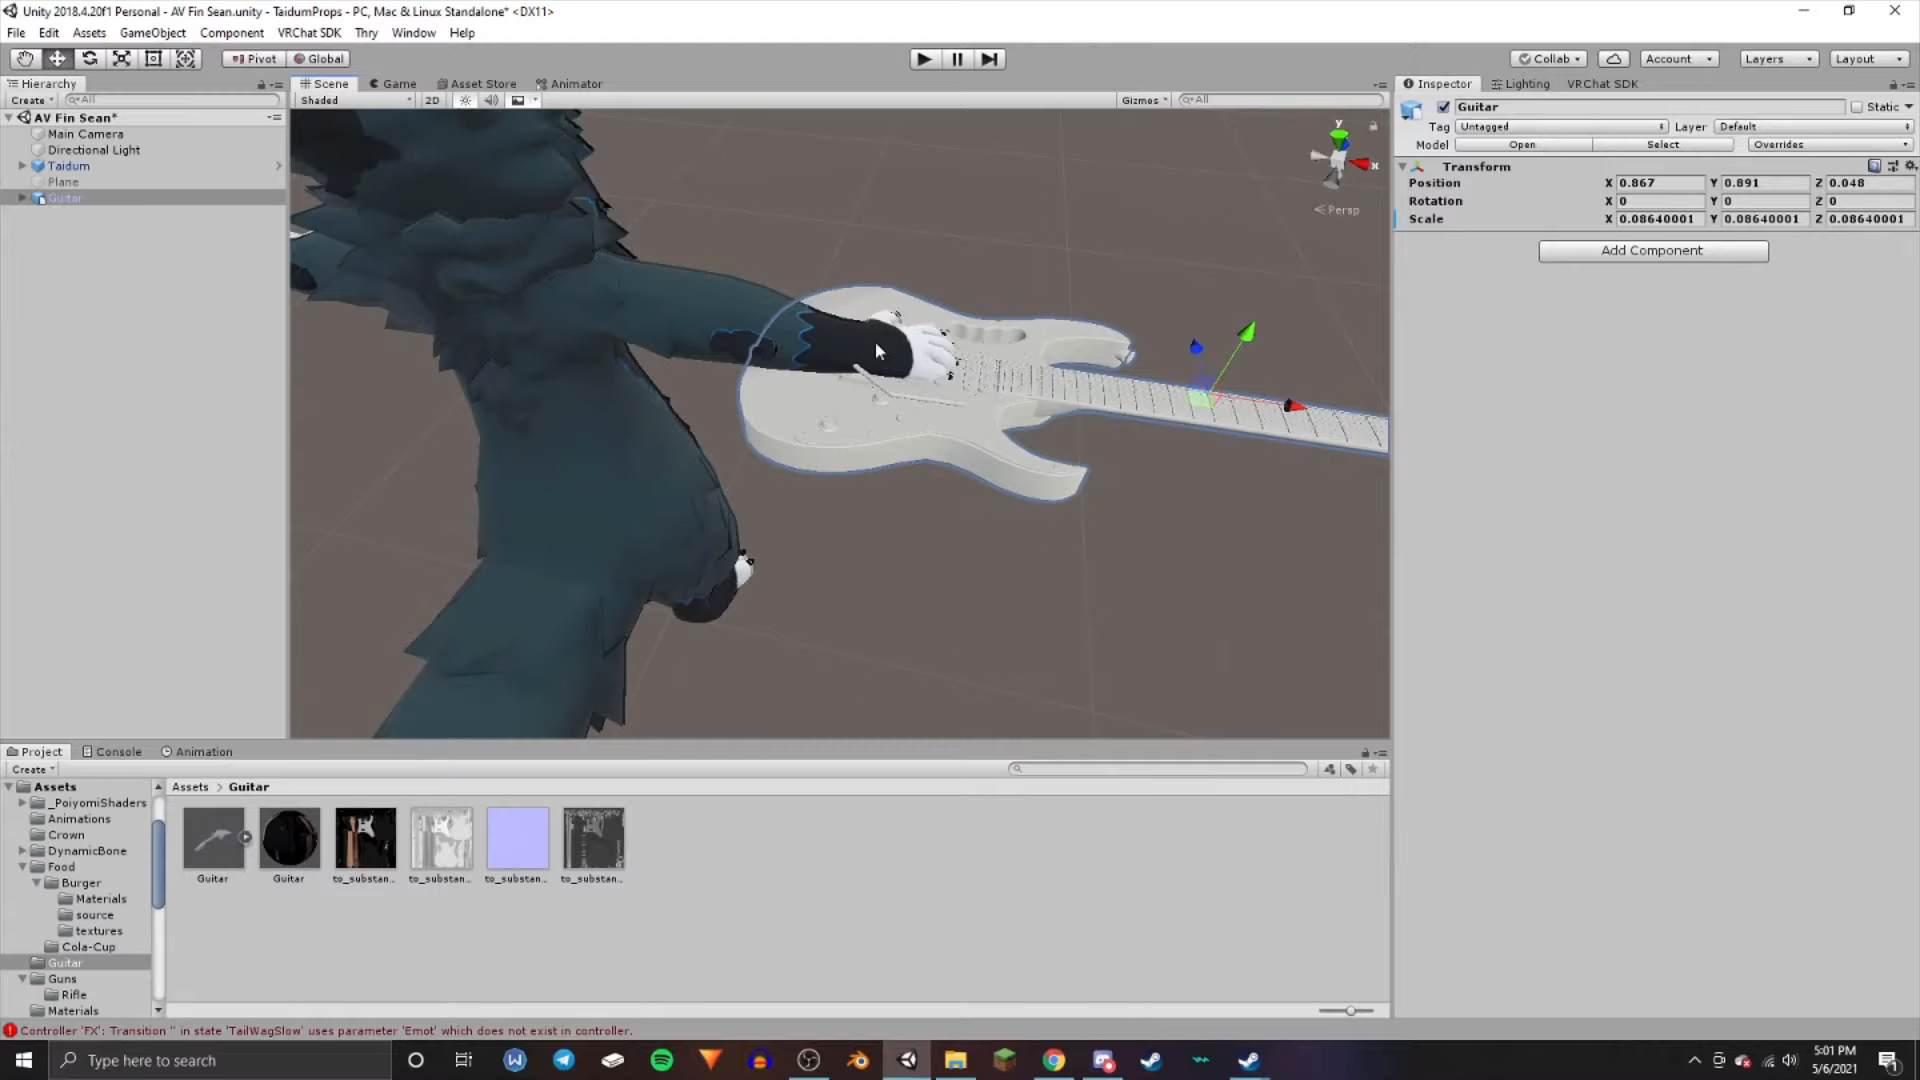 Unity 2018.4.20f1 Personal - AV Fin Sean.unity - TaidumProps - PC, Mac & Linux Standalone* <DX11>
File Edit Assets GameObject Component VRChat SDK Thry Window Help
Pivot Global Collab Account Layers Layout
Hierarchy Scene Game Asset Store Animator Inspector Lighting VRChat SDK
Create All Shaded 2D Gizmos All
AV Fin Sean*
Main Camera
Directional Light
Taidum
Plane
Guitar
y
x
Persp
Guitar Static
Tag Untagged Layer Default
Model Open Select Overrides
Transform
Position X 0.867 Y 0.891 Z 0.048
Rotation X 0 Y 0 Z 0
Scale X 0.08640001 Y 0.08640001 Z 0.08640001
Add Component
Project Console Animation
Create
Assets
_PoiyomiShaders
Animations
Crown
DynamicBone
Food
Burger
Materials
source
textures
Cola-Cup
Guitar
Guns
Rifle
Materials
Assets > Guitar
Guitar Guitar to_substan... to_substan... to_substan... to_substan...
Controller 'FX': Transition '' in state 'TailWagSlow' uses parameter 'Emot' which does not exist in controller.
Type here to search
5:01 PM
5/6/2021
1